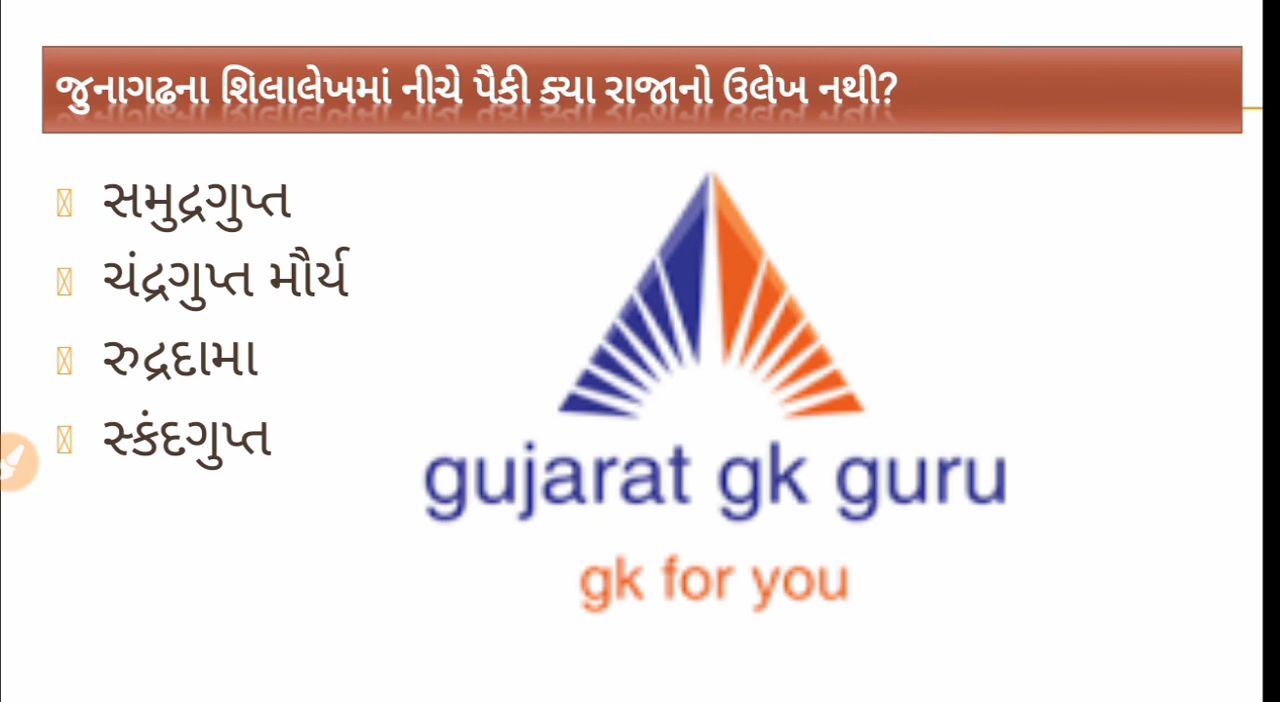 જુનાગઢના શિલાલેખમાં નીચે પૈકી ક્યા રાજાનો ઉલેખ નથી?
સમુદ્રગુપ્ત
ચંદ્રગુપ્ત મૌર્ય
રુદ્રદામા
સ્કંદગુપ્ત
gujarat gk guru
gk for you